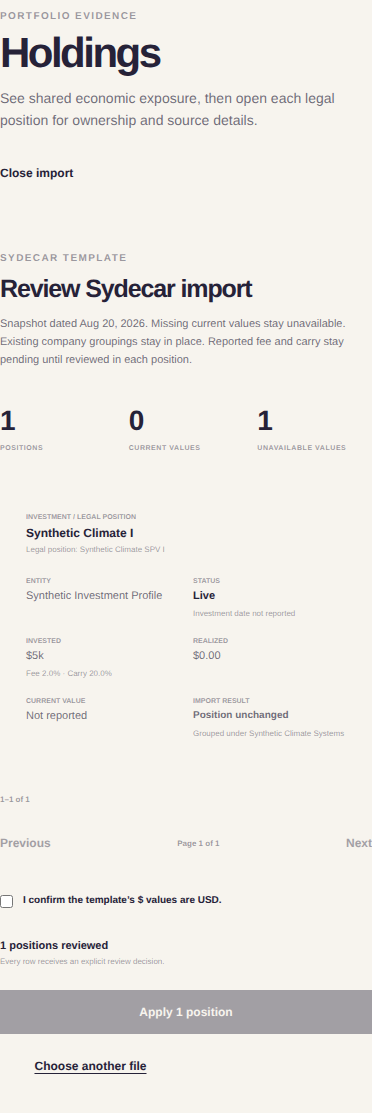 PORTFOLIO EVIDENCE
Holdings
See shared economic exposure, then open each legal
position for ownership and source details.
Close import
SYDECAR TEMPLATE
Review Sydecar import
Snapshot dated Aug 20, 2026. Missing current values stay unavailable.
Existing company groupings stay in place. Reported fee and carry stay
pending until reviewed in each position.
1 0 1
POSITIONS CURRENT VALUES UNAVAILABLE VALUES
INVESTMENT / LEGAL POSITION
Synthetic Climate I
Legal position: Synthetic Climate SPV I
ENTITY STATUS
Synthetic Investment Profile Live
Investment date not reported
INVESTED REALIZED
$5k $0.00
Fee 2.0% · Carry 20.0%
CURRENT VALUE IMPORT RESULT
Not reported Position unchanged
Grouped under Synthetic Climate Systems
1–1 of 1
Previous Page 1 of 1 Next
I confirm the template's $ values are USD.
1 positions reviewed
Every row receives an explicit review decision.
Apply 1 position
Choose another file